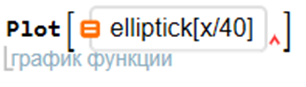 Plot[ = elliptick[x/40]
график функции